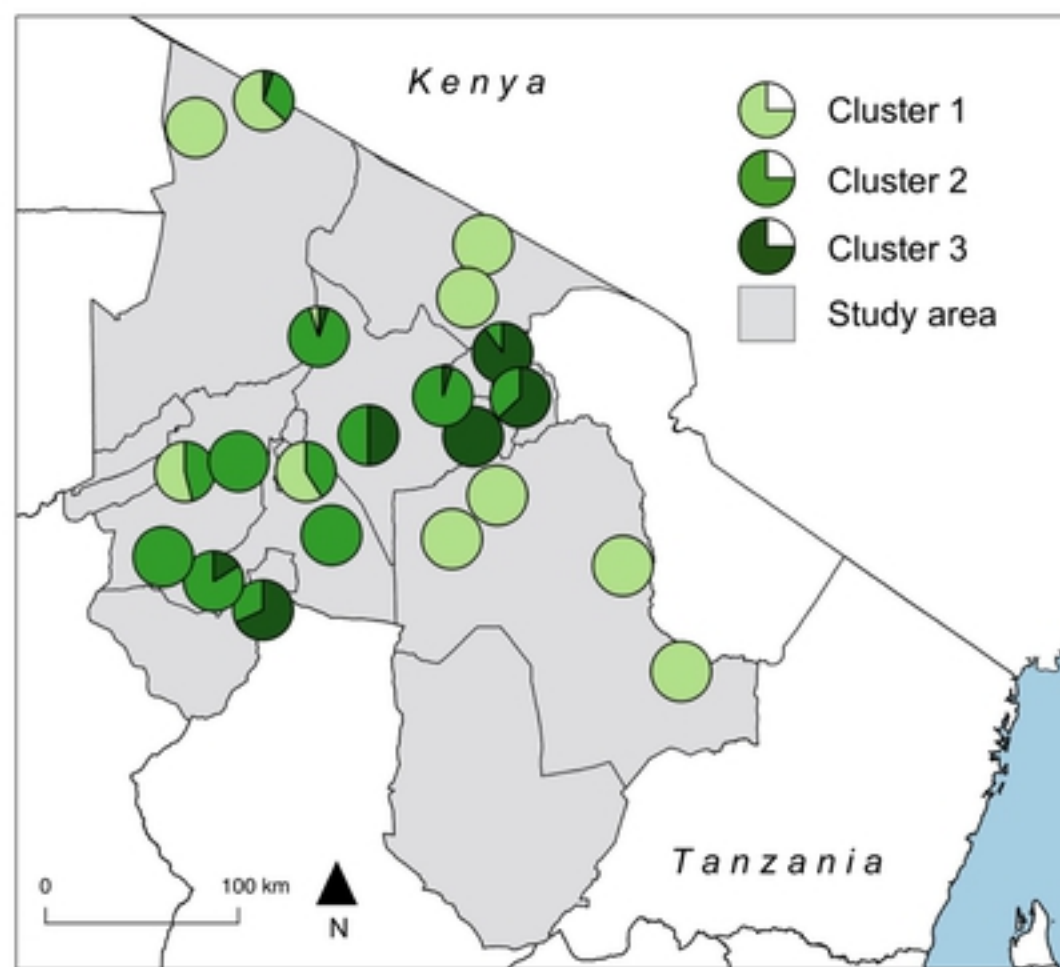 Kenya
Cluster 1
Cluster 2
Cluster 3
Study area
Tanzania
0 100 km
N